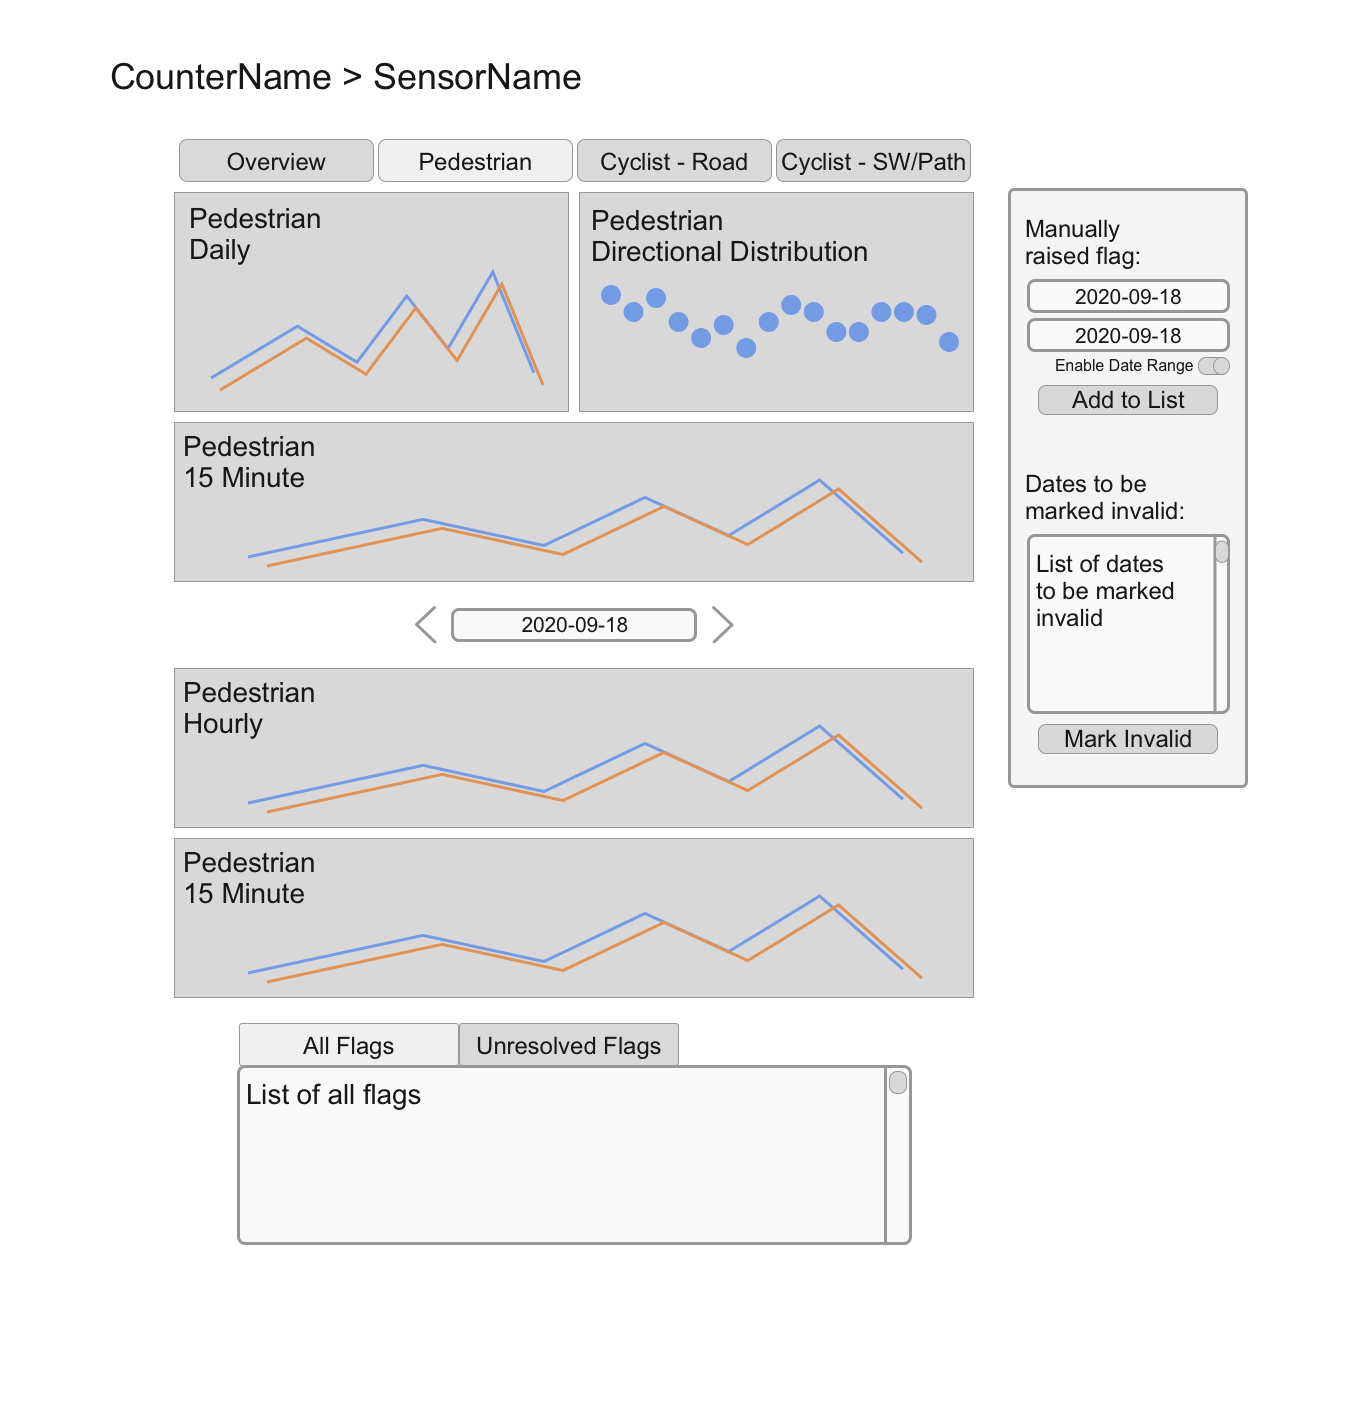 CounterName > SensorName
Overview
Pedestrian
Cyclist - Road
Cyclist - SW/Path
Pedestrian
Daily
Pedestrian
Directional Distribution
Pedestrian
15 Minute
2020-09-18
Pedestrian
Hourly
Pedestrian
15 Minute
All Flags
Unresolved Flags
List of all flags
Manually
raised flag:
2020-09-18
2020-09-18
Enable Date Range
Add to List
Dates to be
marked invalid:
List of dates
to be marked
invalid
Mark Invalid